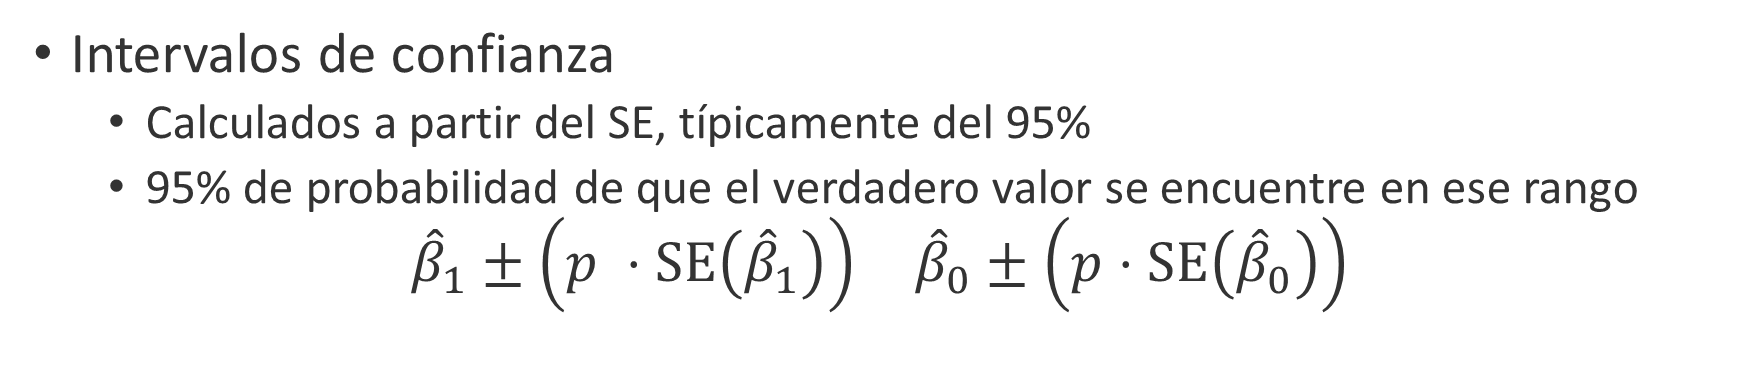 • Intervalos de confianza
• Calculados a partir del SE, típicamente del 95%
• 95% de probabilidad de que el verdadero valor se encuentre en ese rango
β̂₁ ± (p · SE(β̂₁)) β̂₀ ± (p · SE(β̂₀))